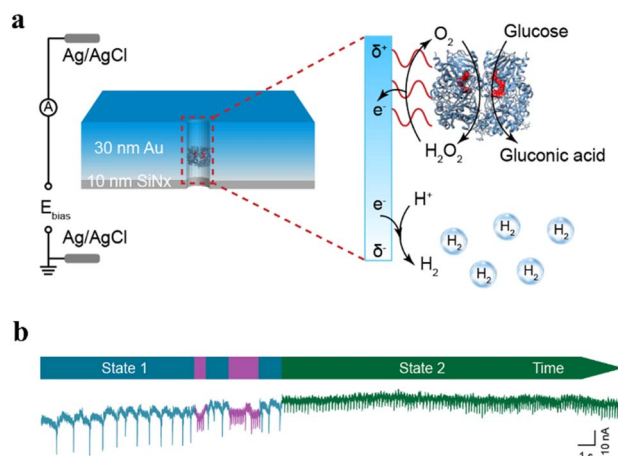 a
Ag/AgCl
A
E_bias
Ag/AgCl
30 nm Au
10 nm SiNx
δ⁺
e⁻
e⁻
δ⁻
O₂
Glucose
H₂O₂
Gluconic acid
H⁺
H₂
H₂
H₂
H₂
H₂
H₂
b
State 1
State 2
Time
10 nA
1 s